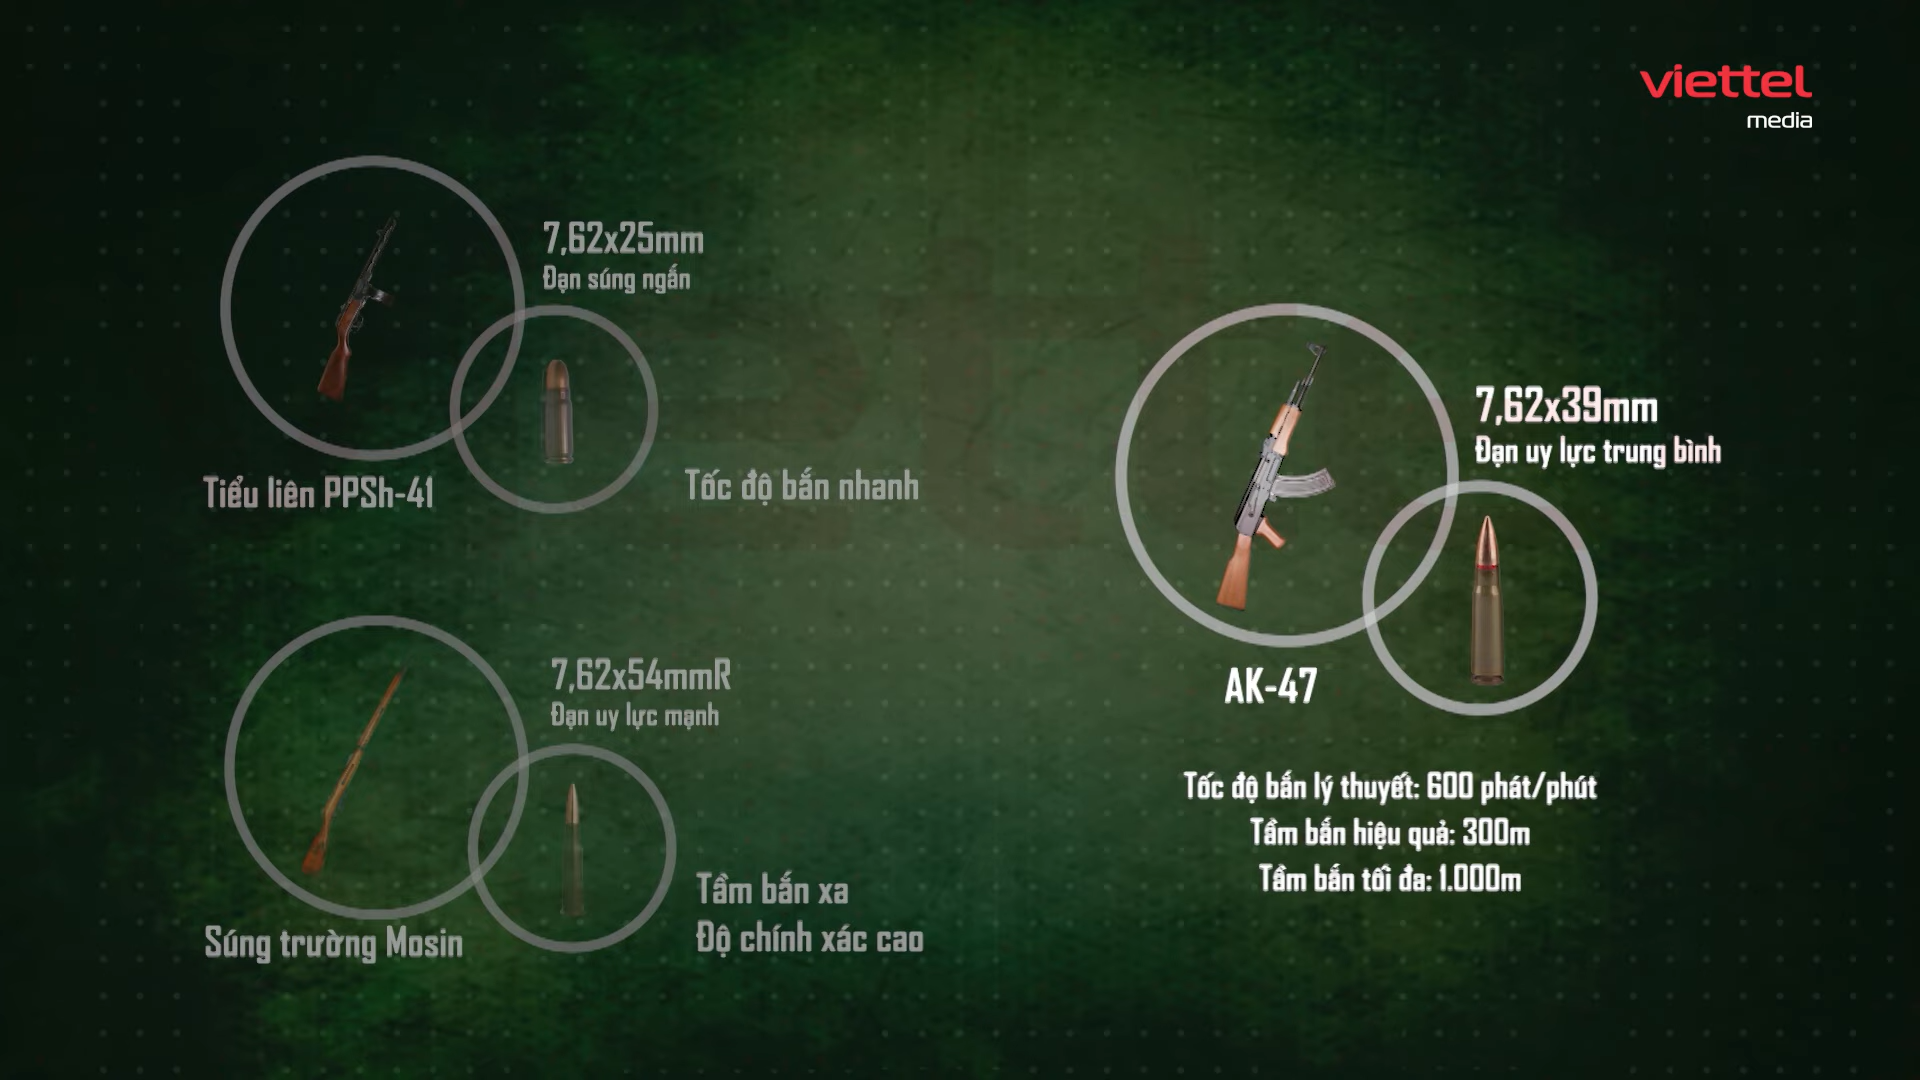 viettel
media
7,62x25mm
Đạn súng ngắn
Tiểu liên PPSh-41
Tốc độ bắn nhanh
7,62x54mmR
Đạn uy lực mạnh
Súng trường Mosin
Tầm bắn xa
Độ chính xác cao
7,62x39mm
Đạn uy lực trung bình
AK-47
Tốc độ bắn lý thuyết: 600 phát/phút
Tầm bắn hiệu quả: 300m
Tầm bắn tối đa: 1.000m